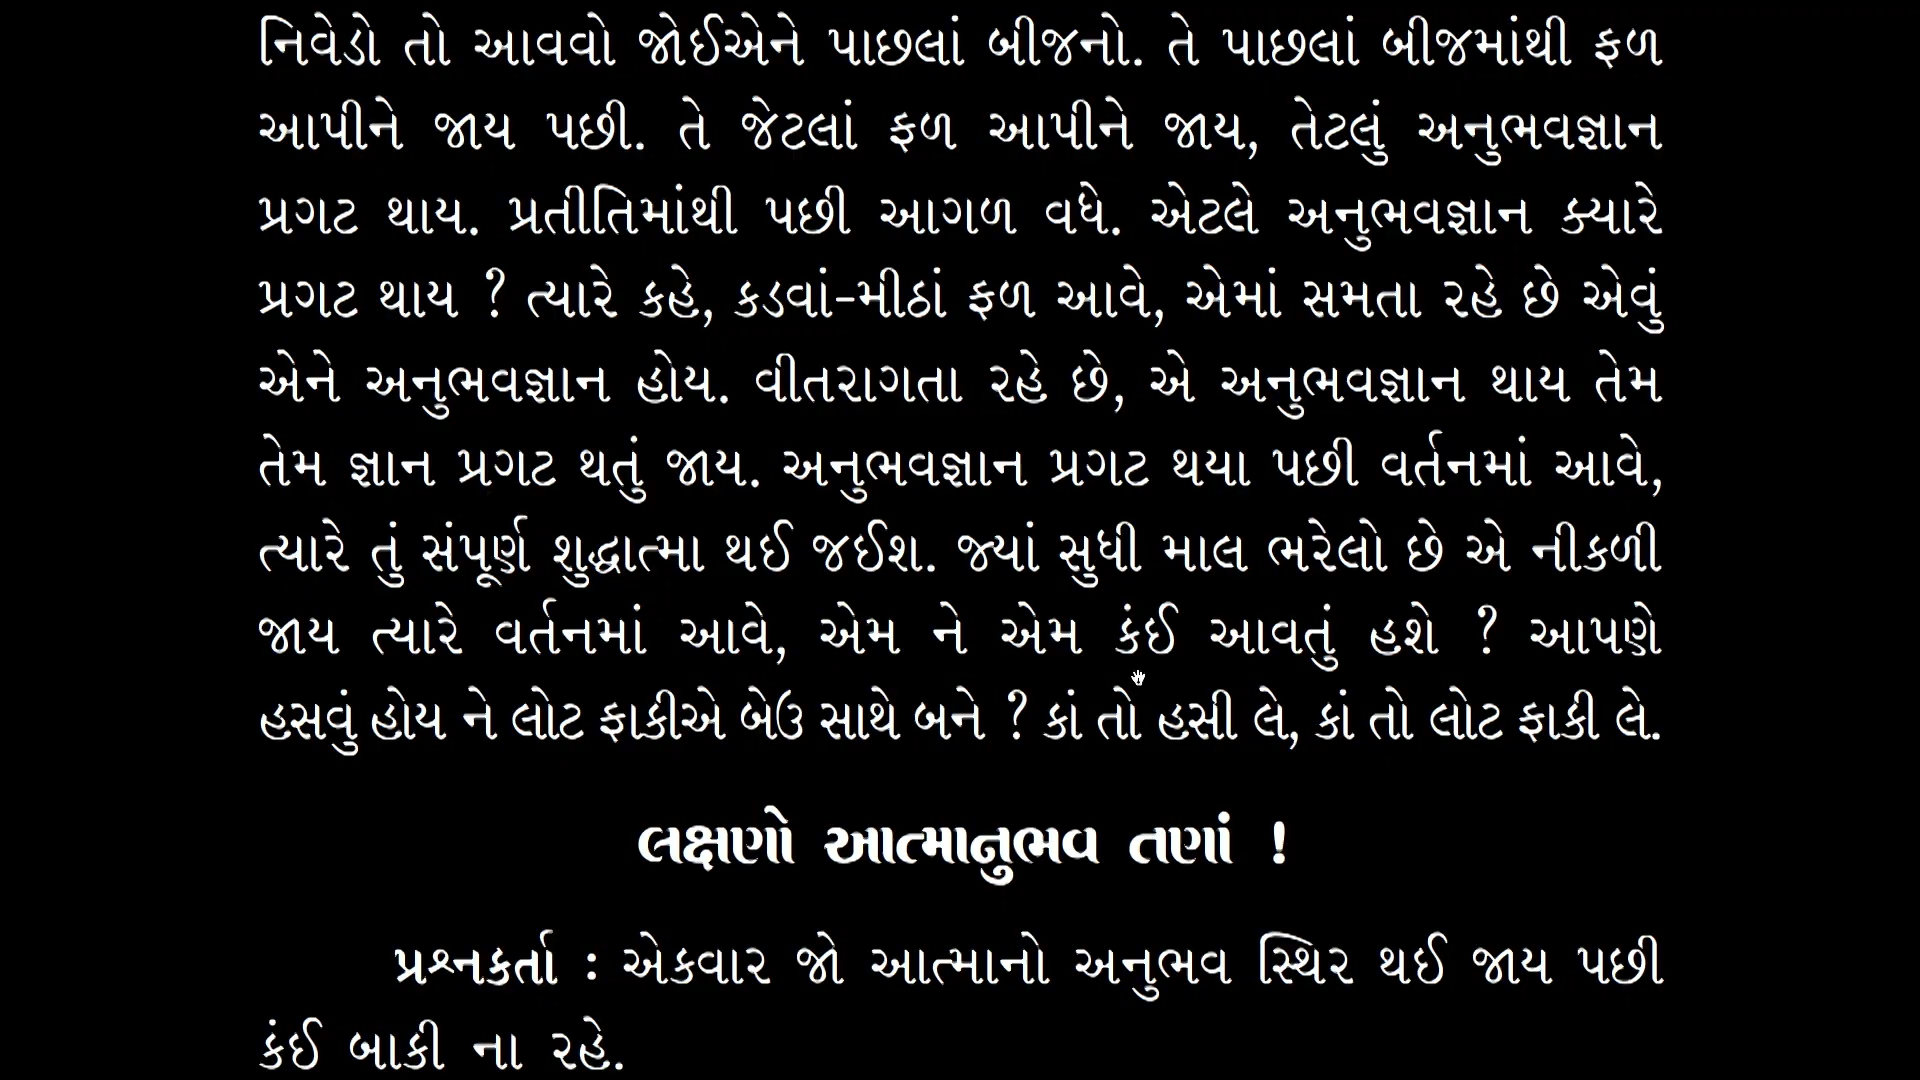 નિવેડો તો આવવો જોઈએને પાછલાં બીજનો. તે પાછલાં બીજમાંથી ફળ
આપીને જાય પછી. તે જેટલાં ફળ આપીને જાય, તેટલું અનુભવજ્ઞાન
પ્રગટ થાય. પ્રતીતિમાંથી પછી આગળ વધે. એટલે અનુભવજ્ઞાન ક્યારે
પ્રગટ થાય ? ત્યારે કહે, કડવાં-મીઠાં ફળ આવે, એમાં સમતા રહે છે એવું
એને અનુભવજ્ઞાન હોય. વીતરાગતા રહે છે, એ અનુભવજ્ઞાન થાય તેમ
તેમ જ્ઞાન પ્રગટ થતું જાય. અનુભવજ્ઞાન પ્રગટ થયા પછી વર્તનમાં આવે,
ત્યારે તું સંપૂર્ણ શુદ્ધાત્મા થઈ જઈશ. જ્યાં સુધી માલ ભરેલો છે એ નીકળી
જાય ત્યારે વર્તનમાં આવે, એમ ને એમ કંઈ આવતું હશે ? આપણે
હસવું હોય ને લોટ ફાકીએ બેઉ સાથે બને ? કાં તો હસી લે, કાં તો લોટ ફાકી લે.
લક્ષણો આત્માનુભવ તણાં !
પ્રશ્નકર્તા : એકવાર જો આત્માનો અનુભવ સ્થિર થઈ જાય પછી
કંઈ બાકી ના રહે.